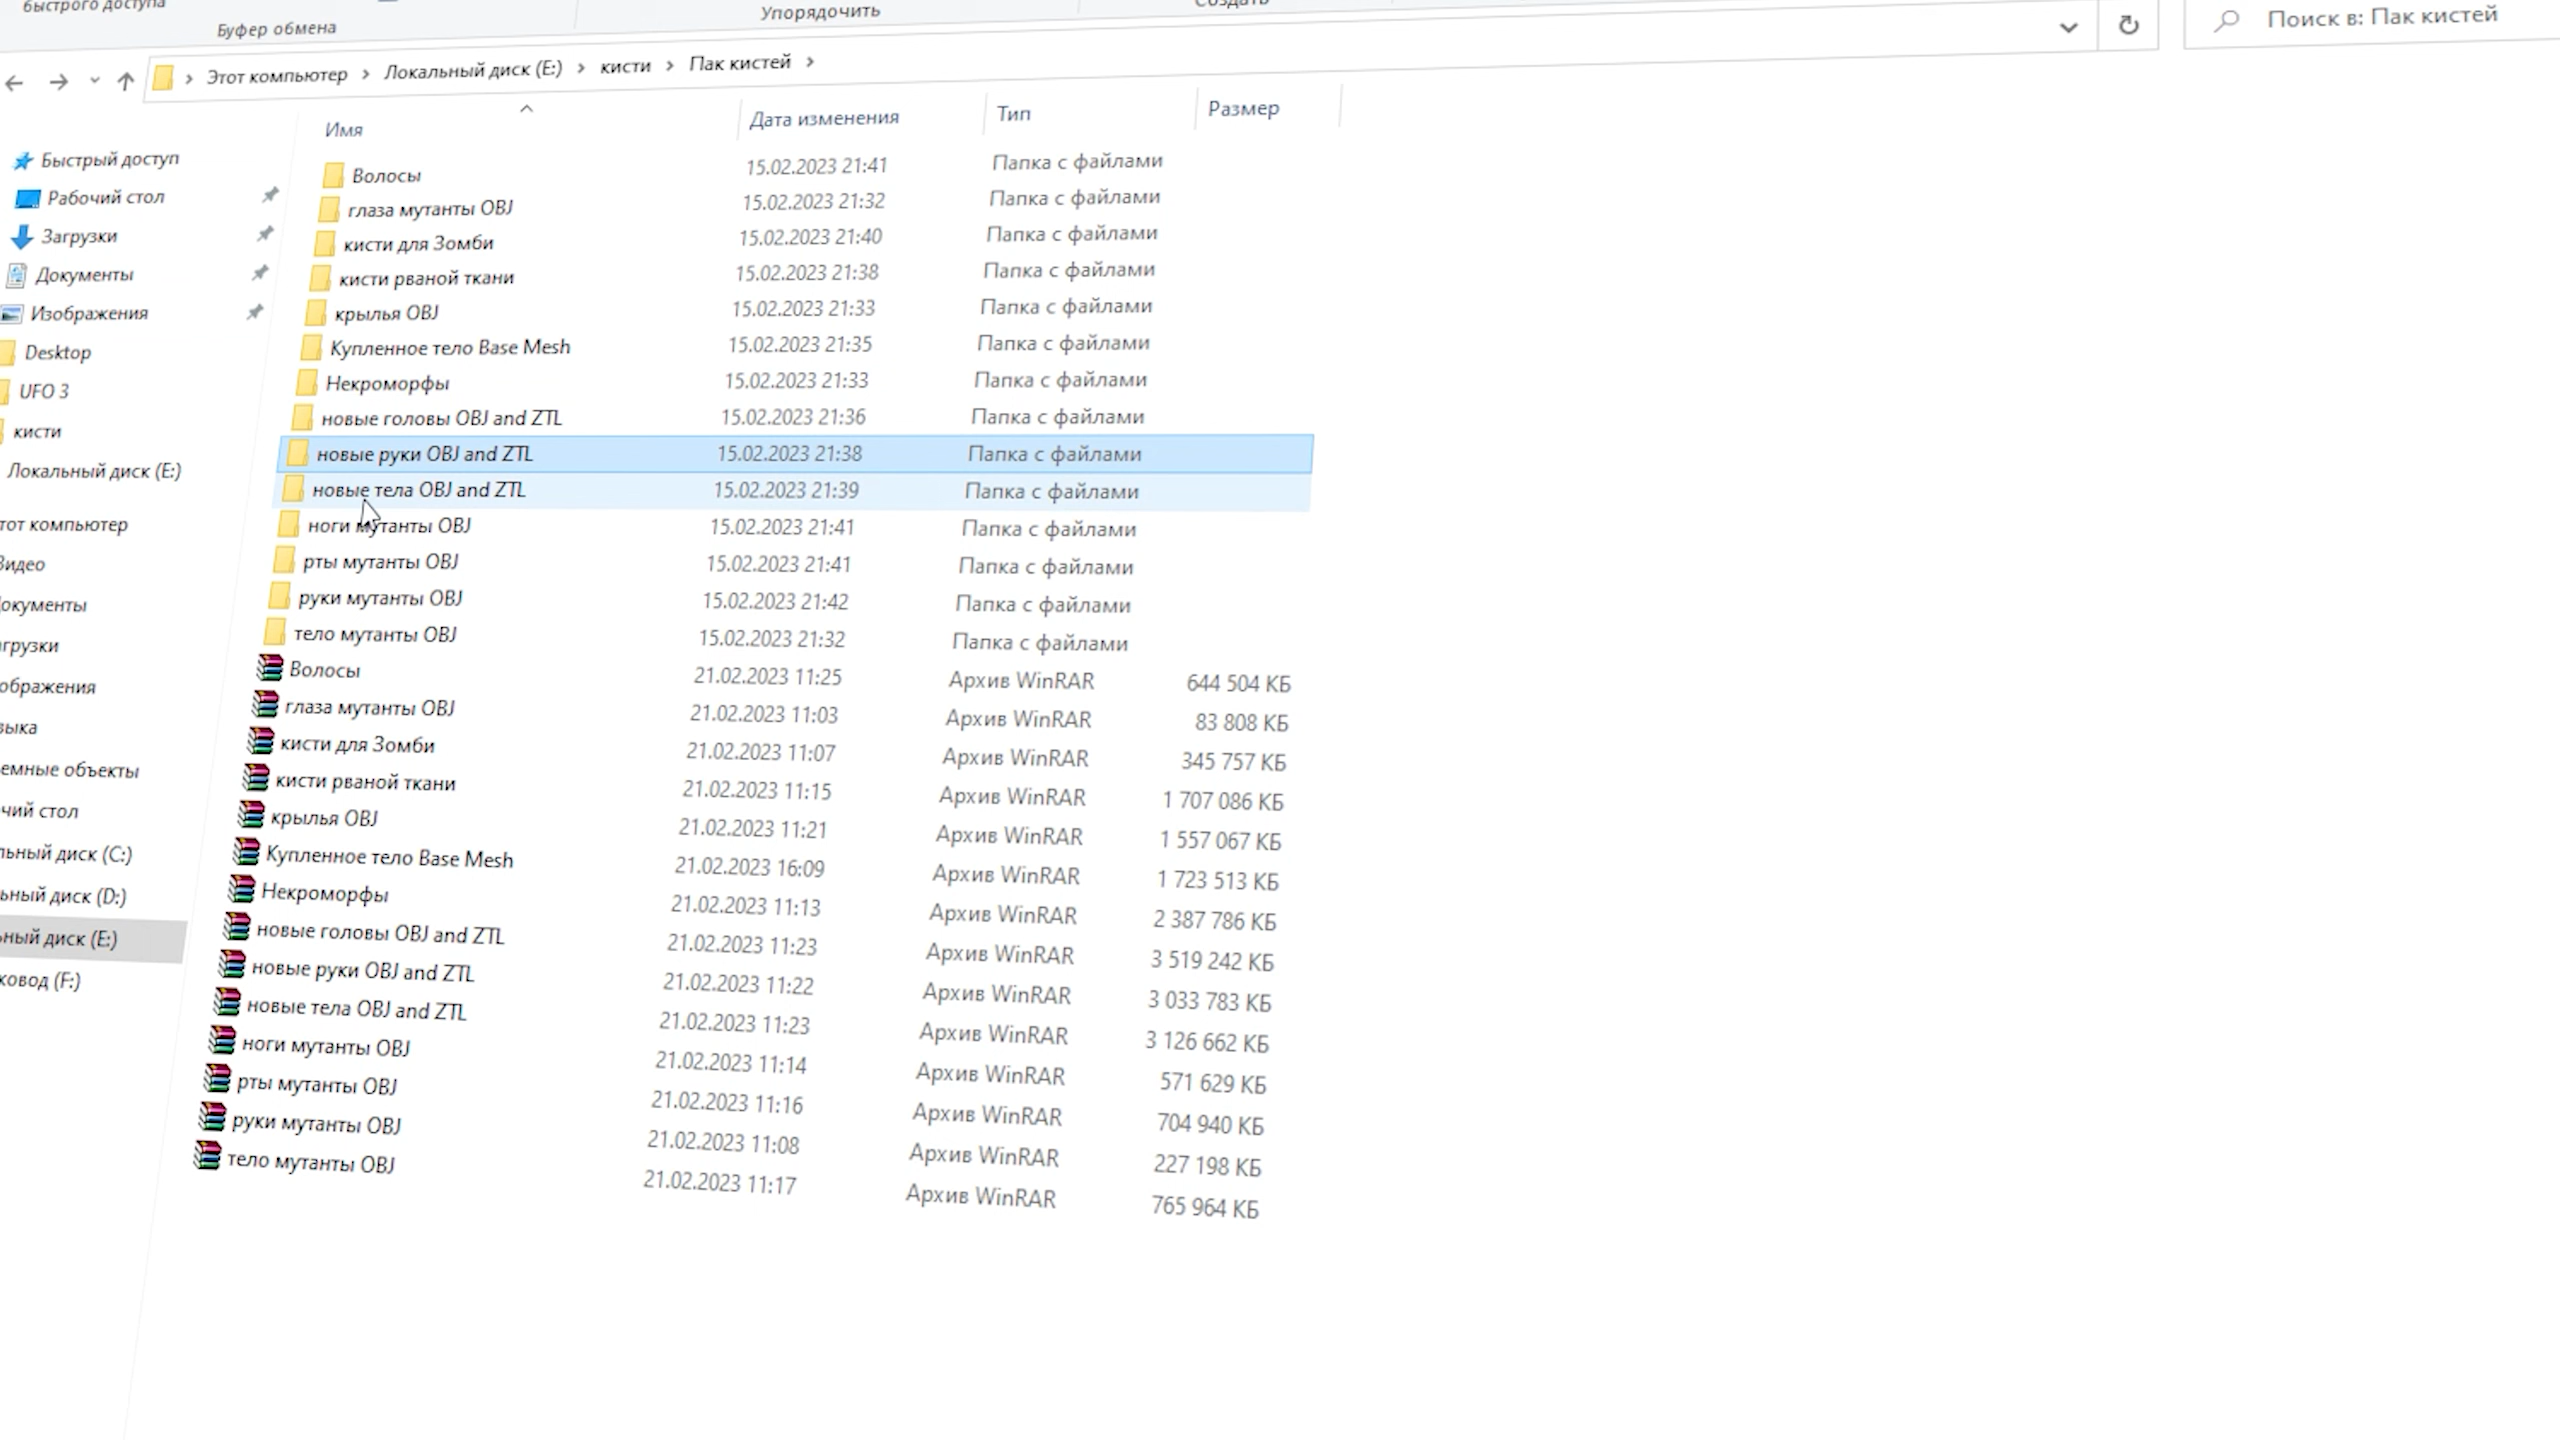 быстрого доступа
Буфер обмена
Упорядочить
Создать
Этот компьютер › Локальный диск (E:) › кисти › Пак кистей ›
Поиск в: Пак кистей
Имя Дата изменения Тип Размер
Быстрый доступ
Рабочий стол
Загрузки
Документы
Изображения
Desktop
UFO 3
кисти
Локальный диск (E:)
тот компьютер
Видео
Документы
агрузки
ображения
зыка
емные объекты
чий стол
льный диск (C:)
ьный диск (D:)
ьный диск (E:)
ковод (F:)
Волосы 15.02.2023 21:41 Папка с файлами
глаза мутанты OBJ 15.02.2023 21:32 Папка с файлами
кисти для Зомби 15.02.2023 21:40 Папка с файлами
кисти рваной ткани 15.02.2023 21:38 Папка с файлами
крылья OBJ 15.02.2023 21:33 Папка с файлами
Купленное тело Base Mesh 15.02.2023 21:35 Папка с файлами
Некроморфы 15.02.2023 21:33 Папка с файлами
новые головы OBJ and ZTL 15.02.2023 21:36 Папка с файлами
новые руки OBJ and ZTL 15.02.2023 21:38 Папка с файлами
новые тела OBJ and ZTL 15.02.2023 21:39 Папка с файлами
ноги мутанты OBJ 15.02.2023 21:41 Папка с файлами
рты мутанты OBJ 15.02.2023 21:41 Папка с файлами
руки мутанты OBJ 15.02.2023 21:42 Папка с файлами
тело мутанты OBJ 15.02.2023 21:32 Папка с файлами
Волосы 21.02.2023 11:25 Архив WinRAR 644 504 КБ
глаза мутанты OBJ 21.02.2023 11:03 Архив WinRAR 83 808 КБ
кисти для Зомби 21.02.2023 11:07 Архив WinRAR 345 757 КБ
кисти рваной ткани 21.02.2023 11:15 Архив WinRAR 1 707 086 КБ
крылья OBJ 21.02.2023 11:21 Архив WinRAR 1 557 067 КБ
Купленное тело Base Mesh 21.02.2023 16:09 Архив WinRAR 1 723 513 КБ
Некроморфы 21.02.2023 11:13 Архив WinRAR 2 387 786 КБ
новые головы OBJ and ZTL 21.02.2023 11:23 Архив WinRAR 3 519 242 КБ
новые руки OBJ and ZTL 21.02.2023 11:22 Архив WinRAR 3 033 783 КБ
новые тела OBJ and ZTL 21.02.2023 11:23 Архив WinRAR 3 126 662 КБ
ноги мутанты OBJ 21.02.2023 11:14 Архив WinRAR 571 629 КБ
рты мутанты OBJ 21.02.2023 11:16 Архив WinRAR 704 940 КБ
руки мутанты OBJ 21.02.2023 11:08 Архив WinRAR 227 198 КБ
тело мутанты OBJ 21.02.2023 11:17 Архив WinRAR 765 964 КБ